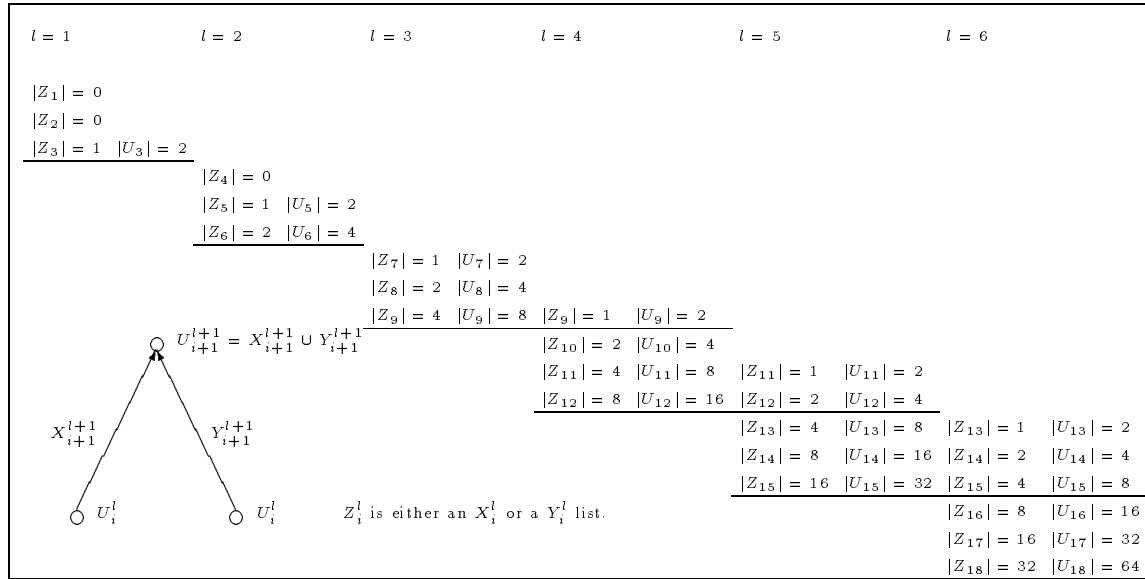 l = 1 l = 2 l = 3 l = 4 l = 5 l = 6
|Z_1| = 0
|Z_2| = 0
|Z_3| = 1 |U_3| = 2
|Z_4| = 0
|Z_5| = 1 |U_5| = 2
|Z_6| = 2 |U_6| = 4
|Z_7| = 1 |U_7| = 2
|Z_8| = 2 |U_8| = 4
|Z_9| = 4 |U_9| = 8 |Z_9| = 1 |U_9| = 2
U_{i+1}^{l+1} = X_{i+1}^{l+1} ∪ Y_{i+1}^{l+1}
|Z_10| = 2 |U_10| = 4
|Z_11| = 4 |U_11| = 8 |Z_11| = 1 |U_11| = 2
|Z_12| = 8 |U_12| = 16 |Z_12| = 2 |U_12| = 4
X_{i+1}^{l+1} Y_{i+1}^{l+1}
|Z_13| = 4 |U_13| = 8 |Z_13| = 1 |U_13| = 2
|Z_14| = 8 |U_14| = 16 |Z_14| = 2 |U_14| = 4
|Z_15| = 16 |U_15| = 32 |Z_15| = 4 |U_15| = 8
U_i^l U_i^l Z_i^l is either an X_i^l or a Y_i^l list.
|Z_16| = 8 |U_16| = 16
|Z_17| = 16 |U_17| = 32
|Z_18| = 32 |U_18| = 64